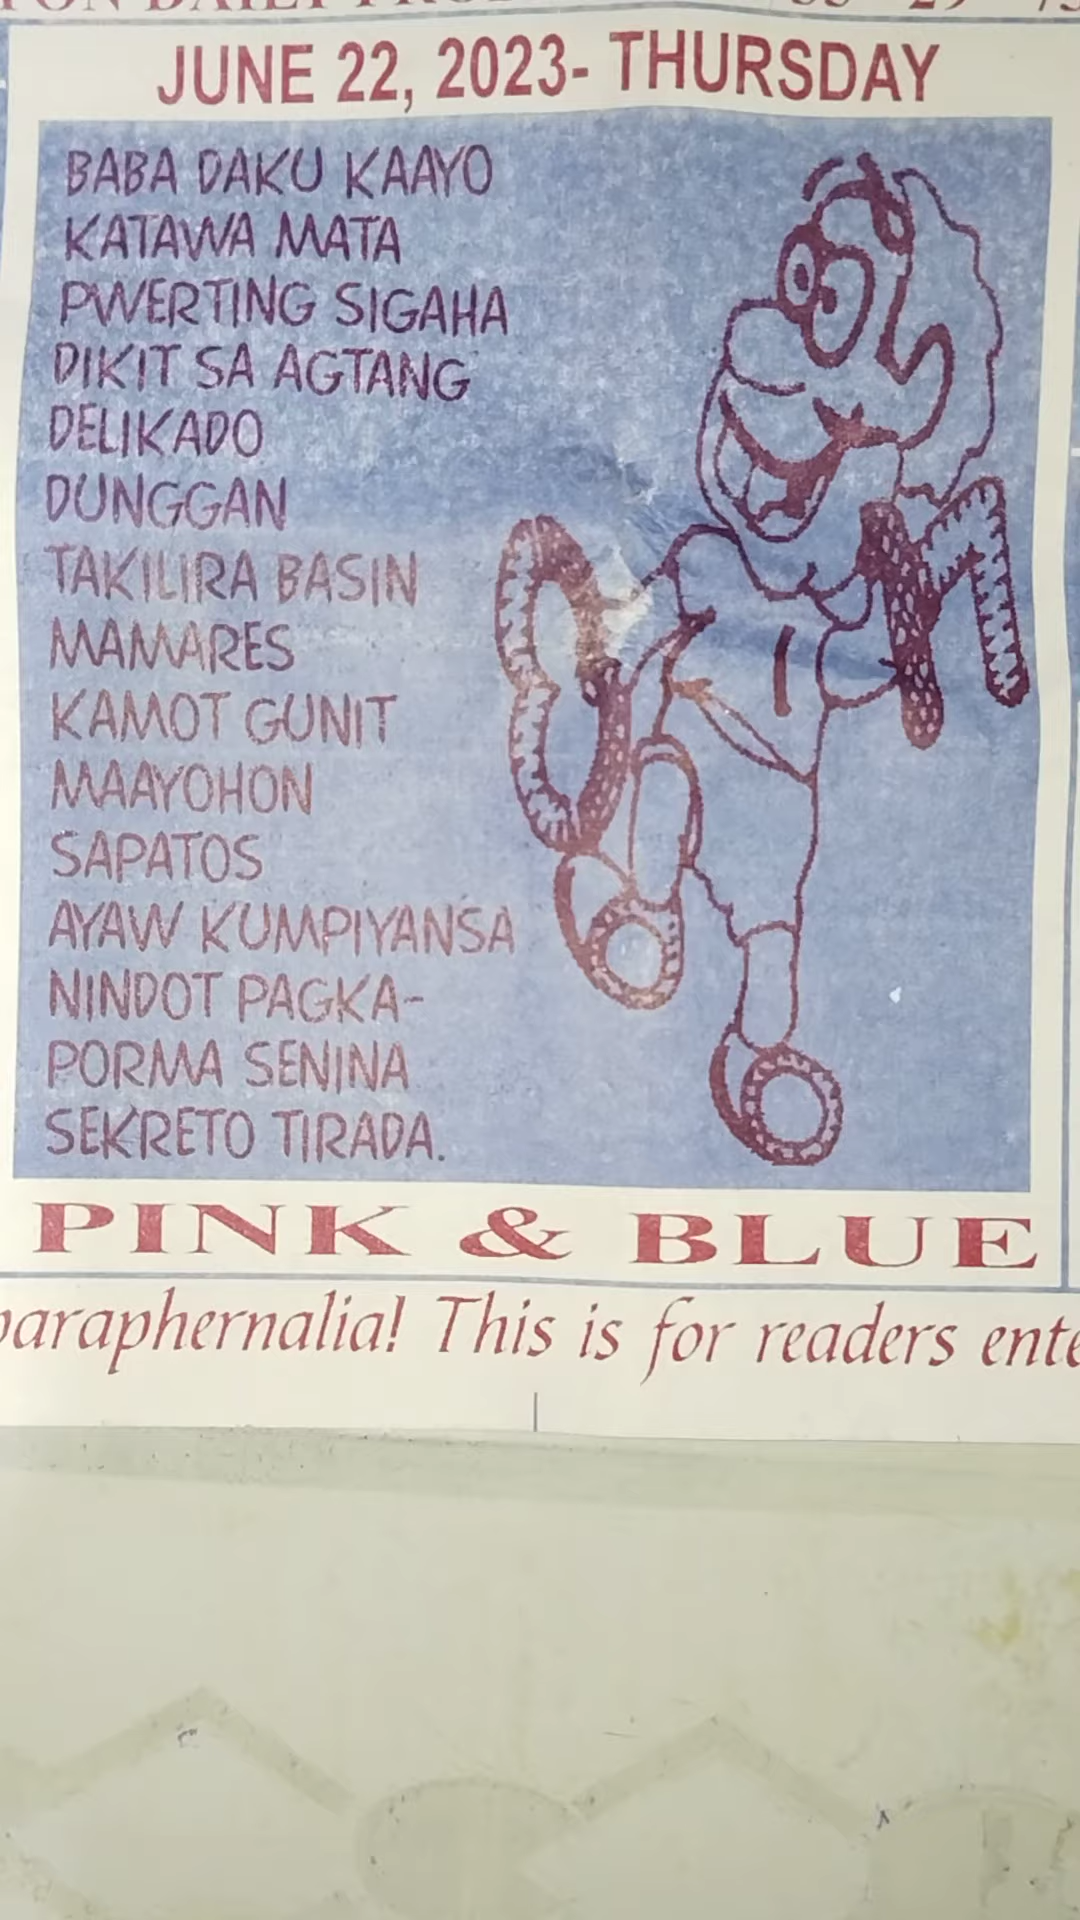 JUNE 22, 2023- THURSDAY
BABA DAKU KAAYO
KATAWA MATA
PWERTING SIGAHA
DIKIT SA AGTANG
DELIKADO
DUNGGAN
TAKILIRA BASIN
MAMARES
KAMOT GUNIT
MAAYOHON
SAPATOS
AYAW KUMPIYANSA
NINDOT PAGKA-
PORMA SENINA
SEKRETO TIRADA.
PINK & BLUE
paraphernalia! This is for readers ente